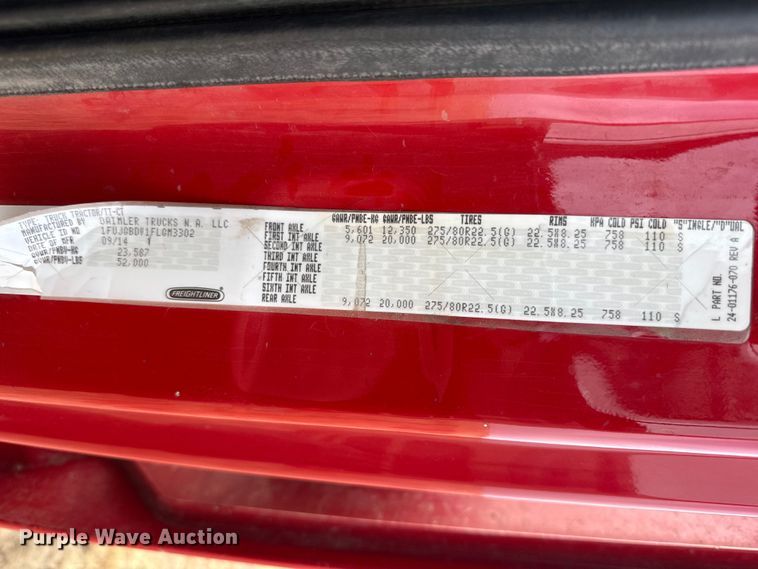 TYPE: TRUCK TRACTOR/TT-CT
MANUFACTURED BY DAIMLER TRUCKS N.A. LLC
VEHICLE ID NO.
DATE OF MFR 09/14
GVWR/PNBV-KG 23,587
GVWR/PNBV-LBS 52,000
FREIGHTLINER
GAWR/PNBE-KG GAWR/PNBE-LBS TIRES RIMS KPA COLD PSI COLD "S"INGLE/"D"UAL
FRONT AXLE 5,601 12,350 275/80R22.5(G) 22.5X8.25 758 110 S
FIRST INT AXLE 9,072 20,000 275/80R22.5(G) 22.5X8.25 758 110 S
SECOND INT AXLE
THIRD INT AXLE
FOURTH INT AXLE
FIFTH INT AXLE
SIXTH INT AXLE
REAR AXLE 9,072 20,000 275/80R22.5(G) 22.5X8.25 758 110 S
L PART NO.
24-01176-070 REV A
Purple Wave Auction